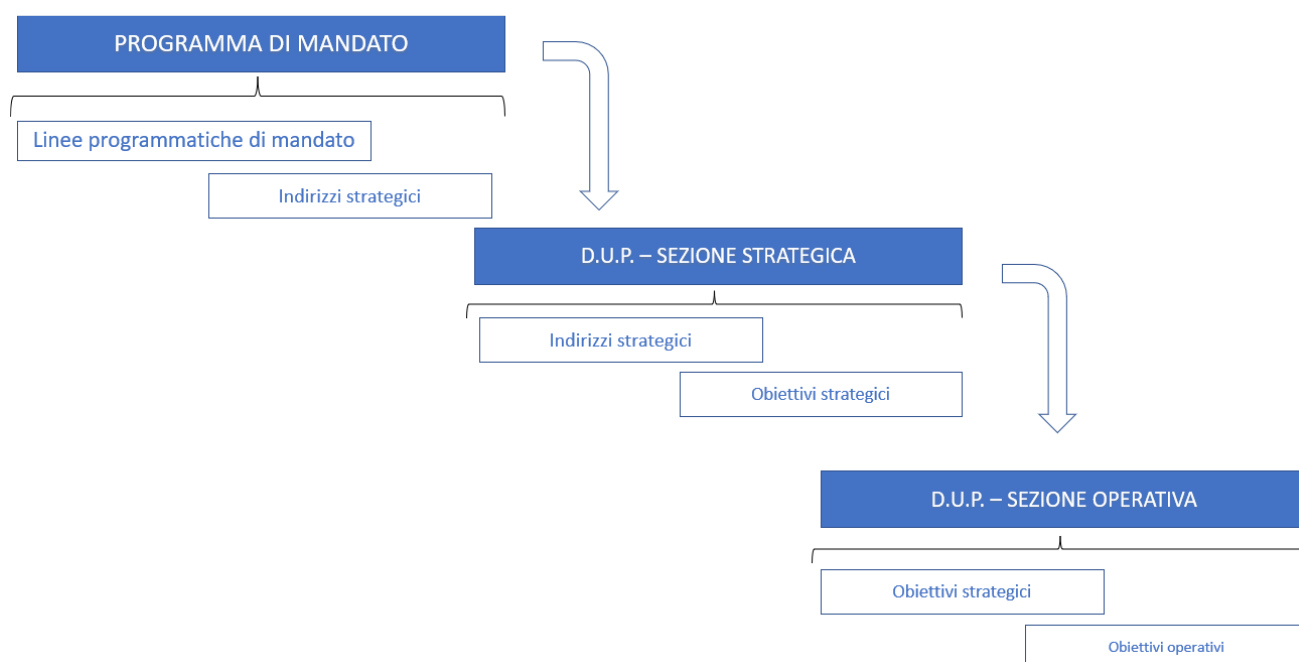 PROGRAMMA DI MANDATO
Linee programmatiche di mandato
Indirizzi strategici
D.U.P. – SEZIONE STRATEGICA
Indirizzi strategici
Obiettivi strategici
D.U.P. – SEZIONE OPERATIVA
Obiettivi strategici
Obiettivi operativi